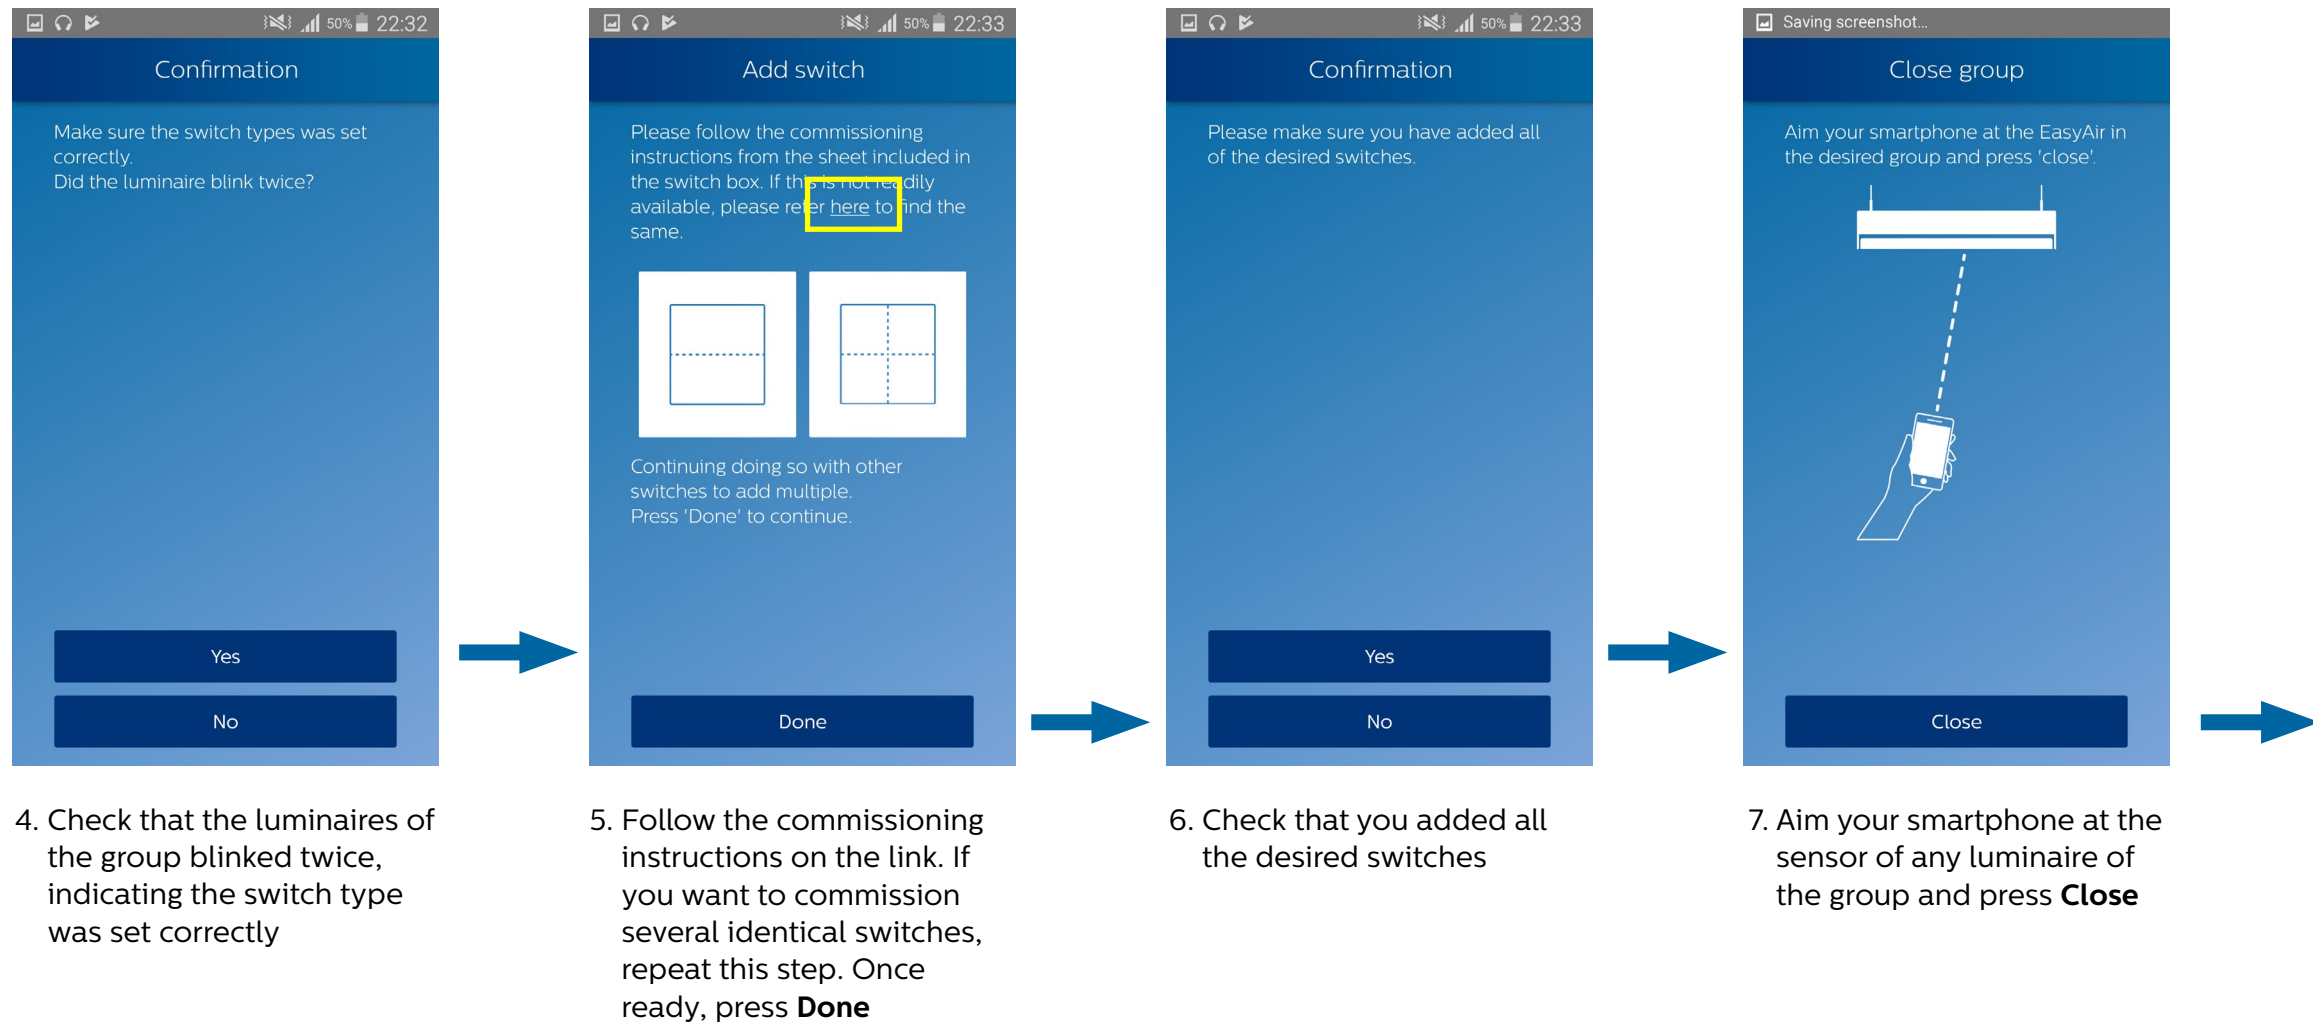 50% 22:32
Confirmation
Make sure the switch types was set
correctly.
Did the luminaire blink twice?
Yes
No
4. Check that the luminaires of
the group blinked twice,
indicating the switch type
was set correctly
50% 22:33
Add switch
Please follow the commissioning
instructions from the sheet included in
the switch box. If this is not readily
available, please refer here to find the
same.
Continuing doing so with other
switches to add multiple.
Press 'Done' to continue.
Done
5. Follow the commissioning
instructions on the link. If
you want to commission
several identical switches,
repeat this step. Once
ready, press Done
50% 22:33
Confirmation
Please make sure you have added all
of the desired switches.
Yes
No
6. Check that you added all
the desired switches
Saving screenshot...
Close group
Aim your smartphone at the EasyAir in
the desired group and press 'close'.
Close
7. Aim your smartphone at the
sensor of any luminaire of
the group and press Close